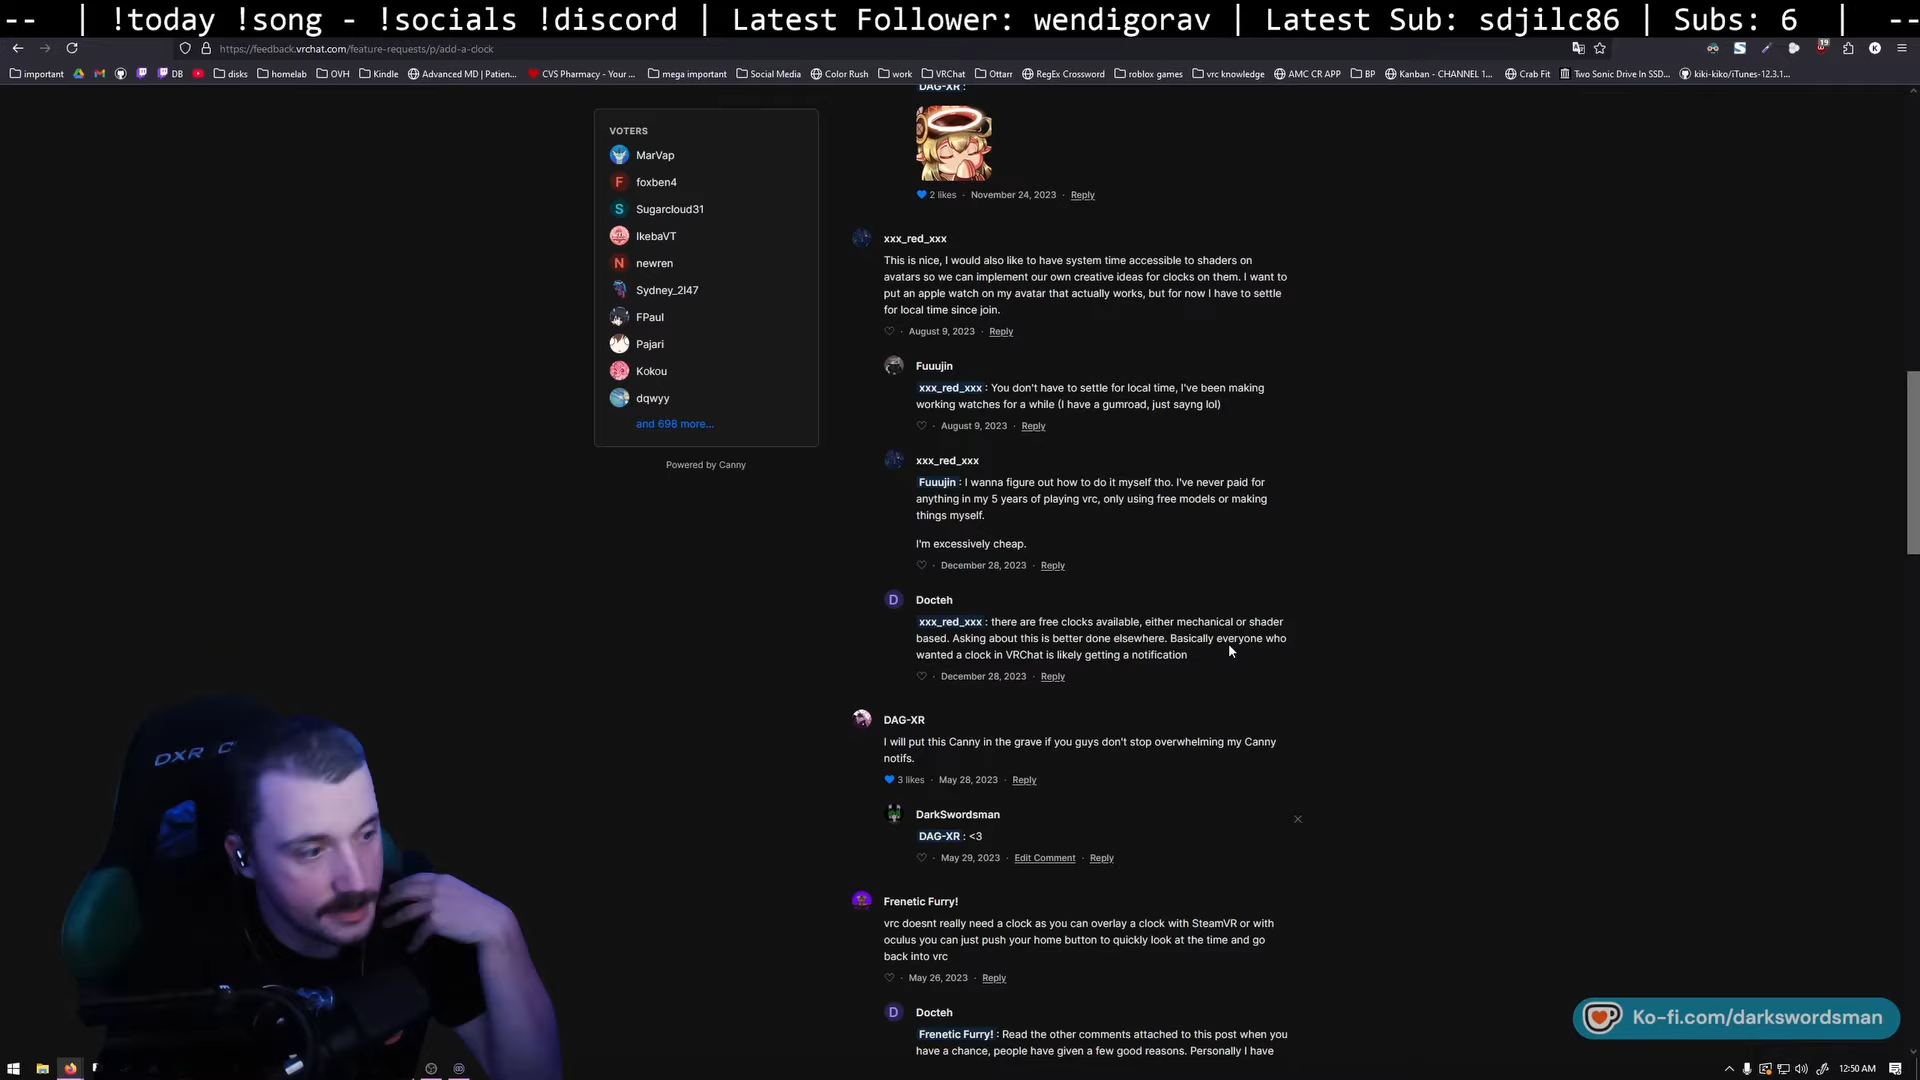 -- | !today !song - !socials !discord | Latest Follower: wendigorav | Latest Sub: sdjilc86 | Subs: 6 | --
https://feedback.vrchat.com/feature-requests/p/add-a-clock
19
K
important
DB
disks
homelab
OVH
Kindle
Advanced MD | Patien...
CVS Pharmacy - Your ...
mega important
Social Media
Color Rush
work
VRChat
Ottarr
RegEx Crossword
roblox games
vrc knowledge
AMC CR APP
BP
Kanban - CHANNEL 1...
Crab Fit
Two Sonic Drive In SSD...
kiki-kiko/iTunes-12.3.1...
VOTERS
MarVap
F foxben4
S Sugarcloud31
IkebaVT
N newren
Sydney_2l47
FPaul
Pajari
Kokou
dqwyy
and 698 more...
Powered by Canny
DAG-XR :
2 likes · November 24, 2023 · Reply
xxx_red_xxx
This is nice, I would also like to have system time accessible to shaders on
avatars so we can implement our own creative ideas for clocks on them. I want to
put an apple watch on my avatar that actually works, but for now I have to settle
for local time since join.
· August 9, 2023 · Reply
Fuuujin
xxx_red_xxx : You don't have to settle for local time, I've been making
working watches for a while (I have a gumroad, just sayng lol)
· August 9, 2023 · Reply
xxx_red_xxx
Fuuujin : I wanna figure out how to do it myself tho. I've never paid for
anything in my 5 years of playing vrc, only using free models or making
things myself.
I'm excessively cheap.
· December 28, 2023 · Reply
D Docteh
xxx_red_xxx : there are free clocks available, either mechanical or shader
based. Asking about this is better done elsewhere. Basically everyone who
wanted a clock in VRChat is likely getting a notification
· December 28, 2023 · Reply
DAG-XR
I will put this Canny in the grave if you guys don't stop overwhelming my Canny
notifs.
3 likes · May 28, 2023 · Reply
DarkSwordsman
DAG-XR : <3
· May 29, 2023 · Edit Comment · Reply
Frenetic Furry!
vrc doesnt really need a clock as you can overlay a clock with SteamVR or with
oculus you can just push your home button to quickly look at the time and go
back into vrc
· May 26, 2023 · Reply
D Docteh
Frenetic Furry! : Read the other comments attached to this post when you
have a chance, people have given a few good reasons. Personally I have
DXR
Ko-fi.com/darkswordsman
12:50 AM